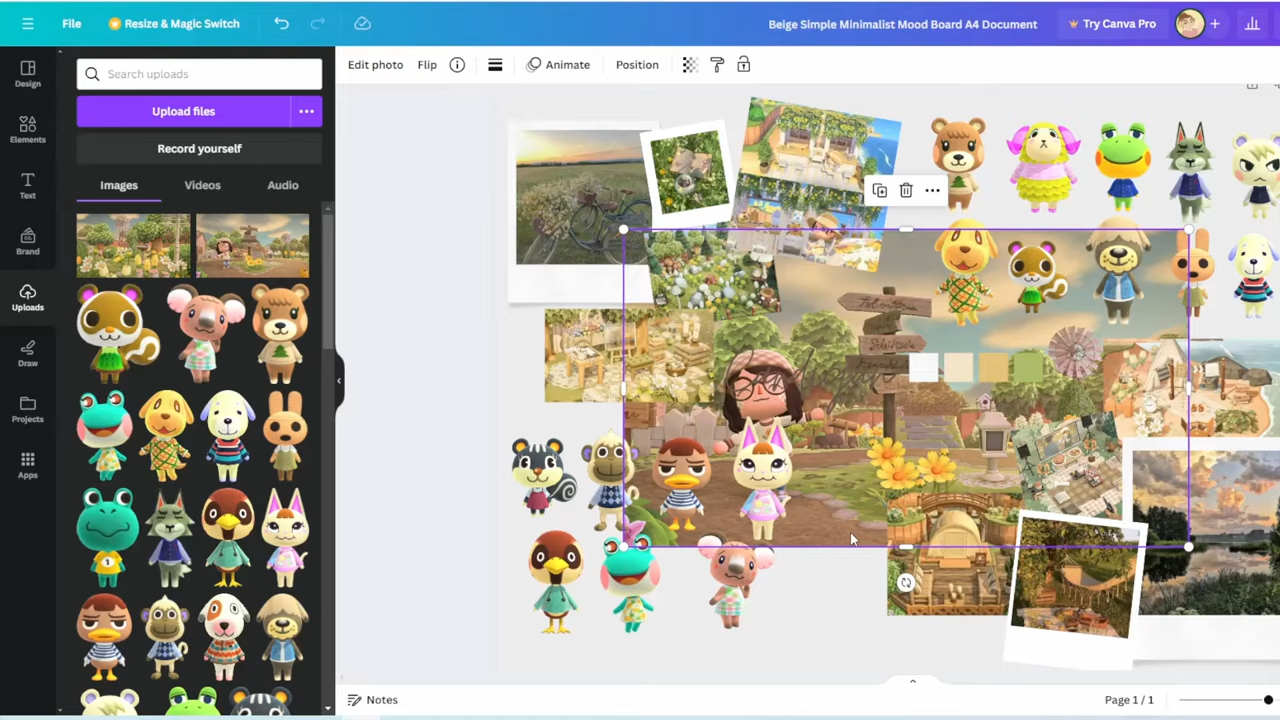 File
Resize & Magic Switch
Beige Simple Minimalist Mood Board A4 Document
Try Canva Pro
Design
Elements
Text
Brand
Uploads
Draw
Projects
Apps
Search uploads
Upload files
Record yourself
Images
Videos
Audio
Edit photo
Flip
Animate
Position
Notes
Page 1 / 1